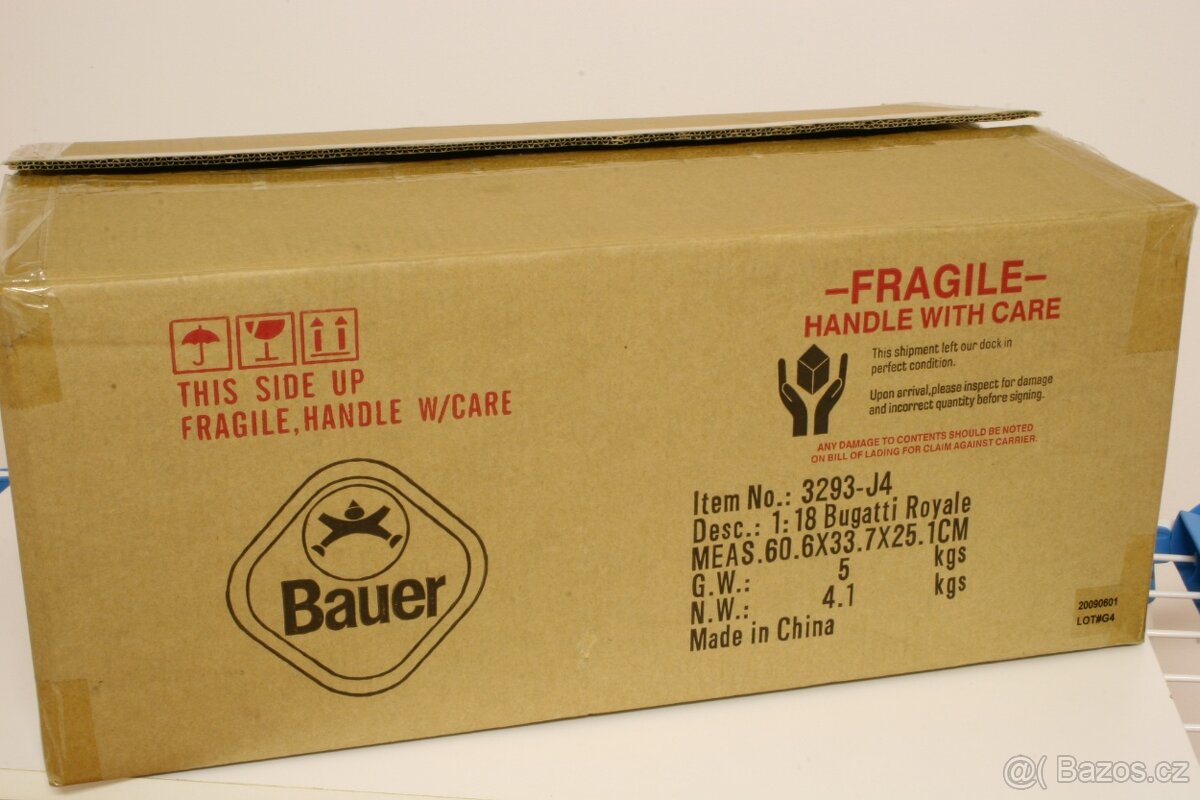 THIS SIDE UP
FRAGILE,HANDLE W/CARE
Bauer
–FRAGILE–
HANDLE WITH CARE
This shipment left our dock in
perfect condition.
Upon arrival,please inspect for damage
and incorrect quantity before signing.
ANY DAMAGE TO CONTENTS SHOULD BE NOTED
ON BILL OF LADING FOR CLAIM AGAINST CARRIER.
Item No.: 3293-J4
Desc.: 1:18 Bugatti Royale
MEAS.60.6X33.7X25.1CM
G.W.: 5 kgs
N.W.: 4.1 kgs
Made in China
20090601
LOT#G4
@( Bazos.cz